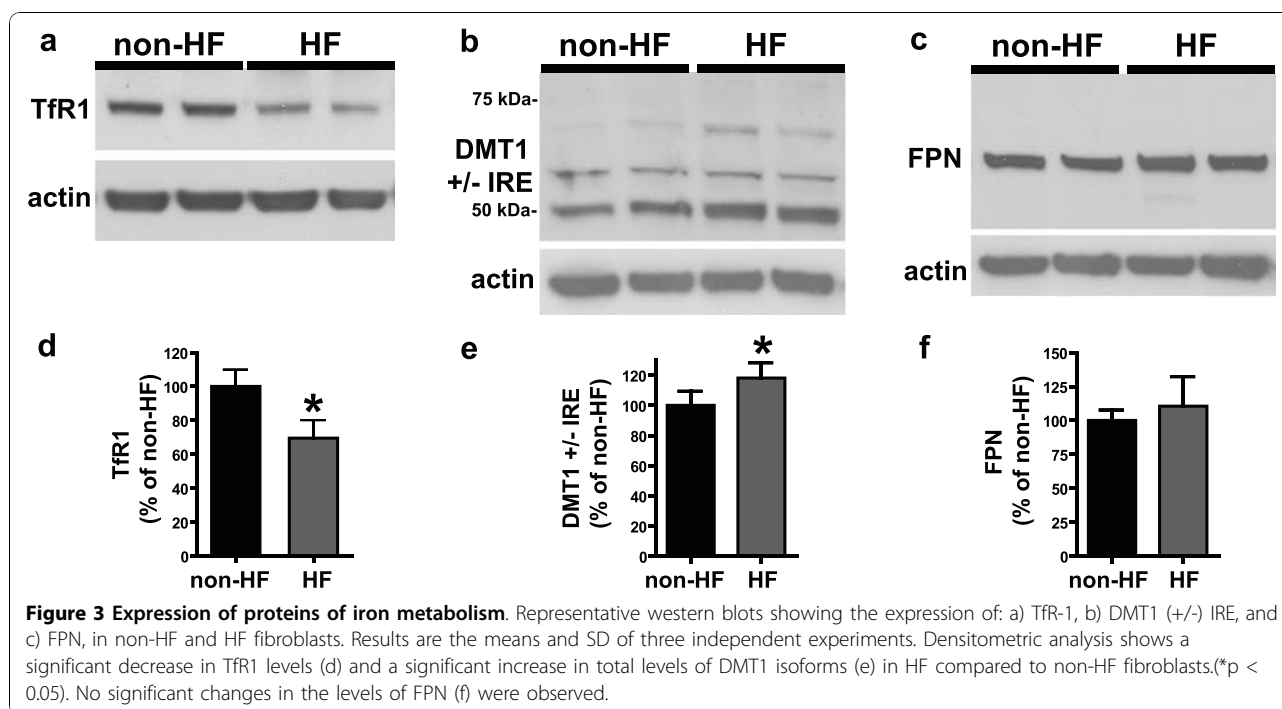 a
non-HF HF
TfR1
actin
b
non-HF HF
75 kDa-
DMT1
+/- IRE
50 kDa-
actin
c
non-HF HF
FPN
actin
d
TfR1
(% of non-HF)
120
100
80
60
40
20
0
*
non-HF HF
e
DMT1 +/- IRE
(% of non-HF)
120
100
80
60
40
20
0
*
non-HF HF
f
FPN
(% of non-HF)
150
125
100
75
50
25
0
non-HF HF
Figure 3 Expression of proteins of iron metabolism. Representative western blots showing the expression of: a) TfR-1, b) DMT1 (+/-) IRE, and
c) FPN, in non-HF and HF fibroblasts. Results are the means and SD of three independent experiments. Densitometric analysis shows a
significant decrease in TfR1 levels (d) and a significant increase in total levels of DMT1 isoforms (e) in HF compared to non-HF fibroblasts.(*p <
0.05). No significant changes in the levels of FPN (f) were observed.